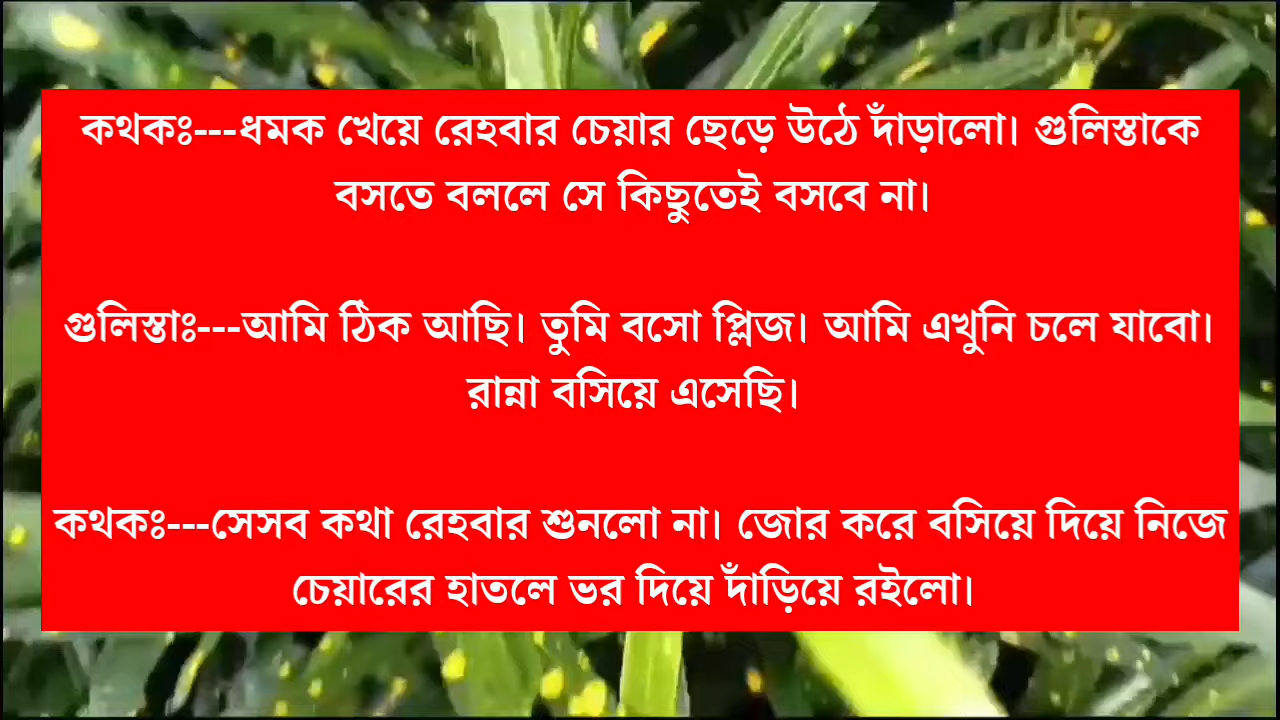 কথকঃ---ধমক খেয়ে রেহবার চেয়ার ছেড়ে উঠে দাঁড়ালো। গুলিস্তাকে
বসতে বললে সে কিছুতেই বসবে না।
গুলিস্তাঃ---আমি ঠিক আছি। তুমি বসো প্লিজ। আমি এখুনি চলে যাবো।
রান্না বসিয়ে এসেছি।
কথকঃ---সেসব কথা রেহবার শুনলো না। জোর করে বসিয়ে দিয়ে নিজে
চেয়ারের হাতলে ভর দিয়ে দাঁড়িয়ে রইলো।